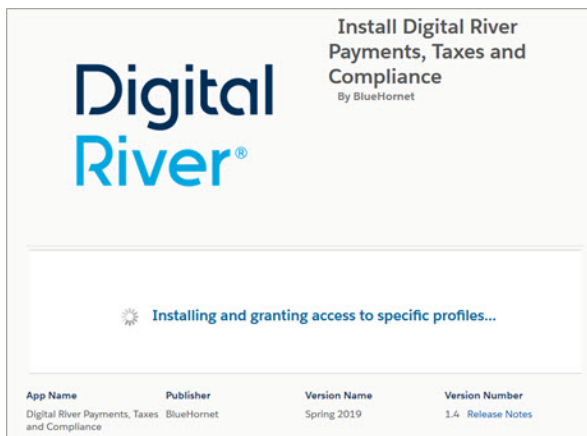 Digital
River®
Install Digital River
Payments, Taxes and
Compliance
By BlueHornet
Installing and granting access to specific profiles...
App Name Publisher Version Name Version Number
Digital River Payments, Taxes BlueHornet Spring 2019 1.4 Release Notes
and Compliance